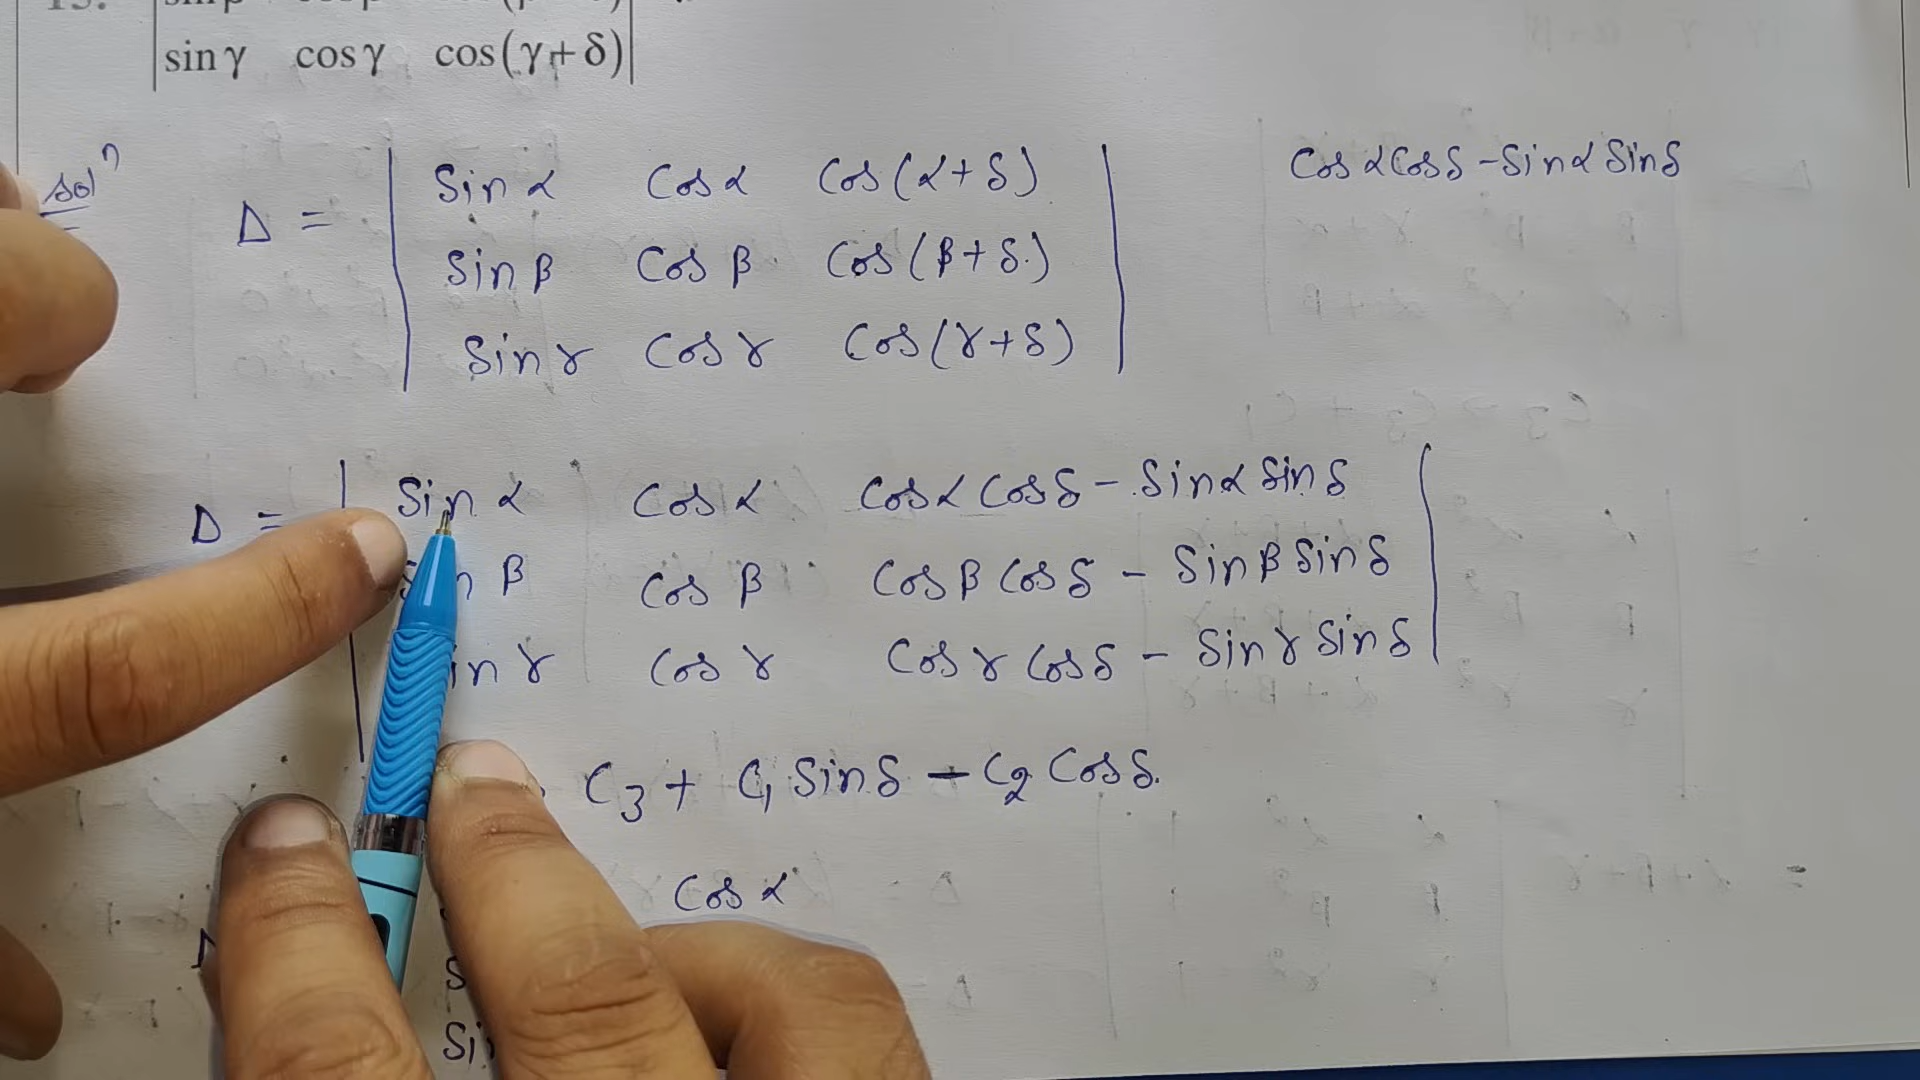 13.
sin γ cos γ cos(γ + δ)
Solⁿ
Δ = Sin α Cos α Cos(α + δ)
Sin β Cos β Cos(β + δ)
Sin γ Cos γ Cos(γ + δ)
Cos α Cos δ - Sin α Sin δ
Δ = Sin α Cos α Cos α Cos δ - Sin α Sin δ
β Cos β Cos β Cos δ - Sin β Sin δ
γ Cos γ Cos γ Cos δ - Sin γ Sin δ
C₃ + C₁ Sin δ - C₂ Cos δ.
Cos α